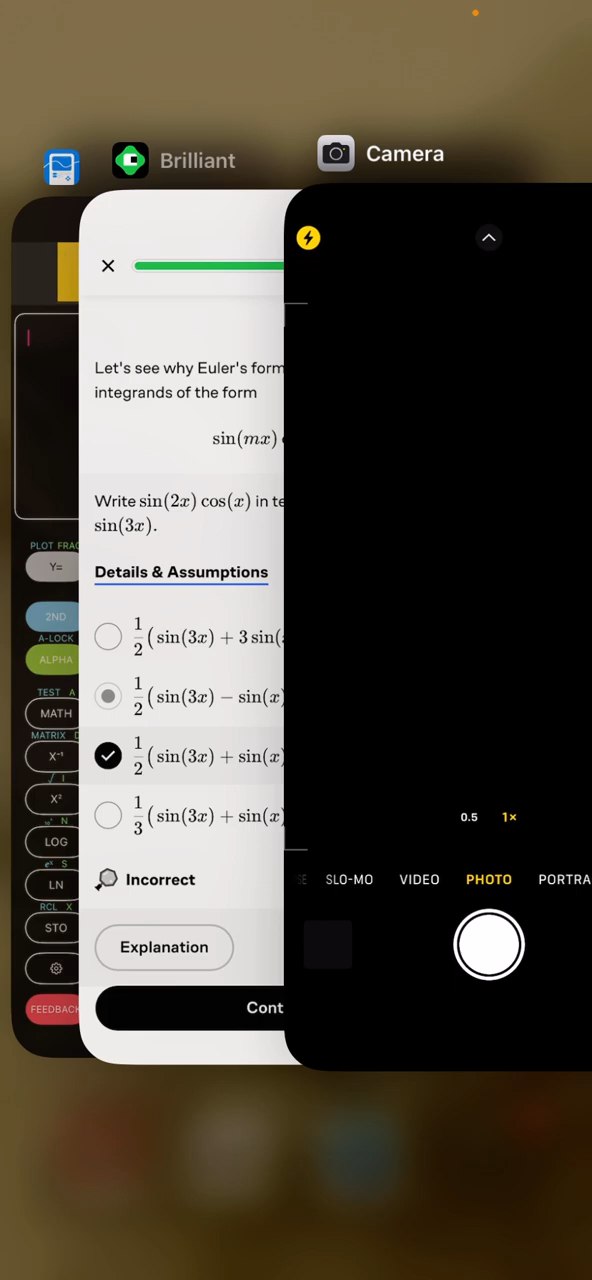 Brilliant
Camera
Let's see why Euler's form
integrands of the form
sin(mx)
Write sin(2x) cos(x) in te
sin(3x).
Details & Assumptions
1/2 (sin(3x) + 3 sin(
1/2 (sin(3x) − sin(x)
1/2 (sin(3x) + sin(x)
1/3 (sin(3x) + sin(x)
Incorrect
Explanation
Cont
PLOT FRAC
Y=
2ND
A-LOCK
ALPHA
TEST A
MATRIX
MATH
X⁻¹
√ I
X²
10ˣ N
LOG
eˣ S
LN
RCL X
STO
FEEDBACK
0.5 1×
SLO-MO VIDEO PHOTO PORTRA